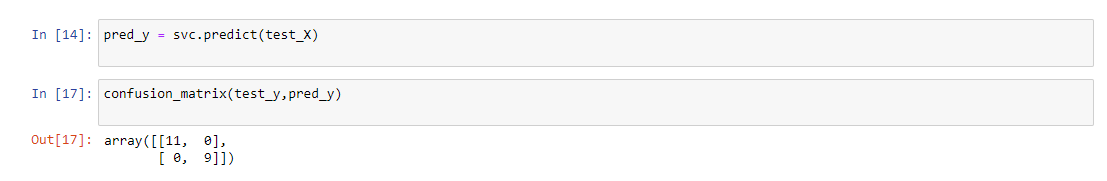 In [14]: pred_y = svc.predict(test_X)
In [17]: confusion_matrix(test_y,pred_y)
Out[17]: array([[11,  0],
       [ 0,  9]])